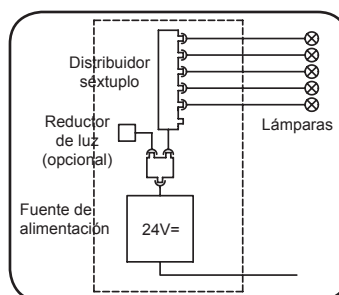 Distribuidor
séxtuplo
Reductor
de luz
(opcional)
Lámparas
Fuente de
alimentación
24V=